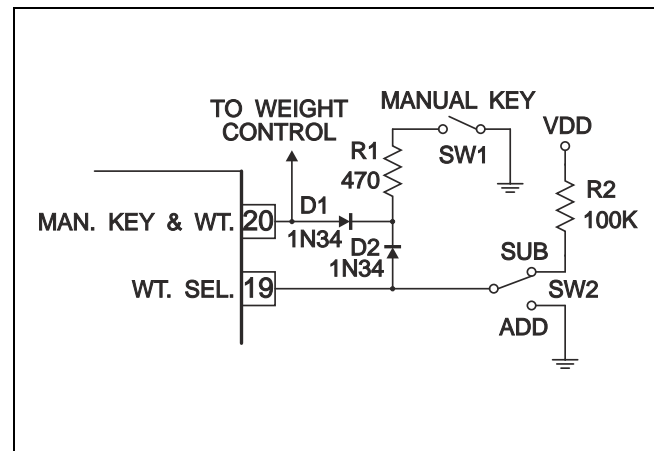 TO WEIGHT
CONTROL
MANUAL KEY
SW1
VDD
R1
470
R2
100K
MAN. KEY & WT. 20
D1
1N34
D2
1N34
WT. SEL. 19
SUB
SW2
ADD